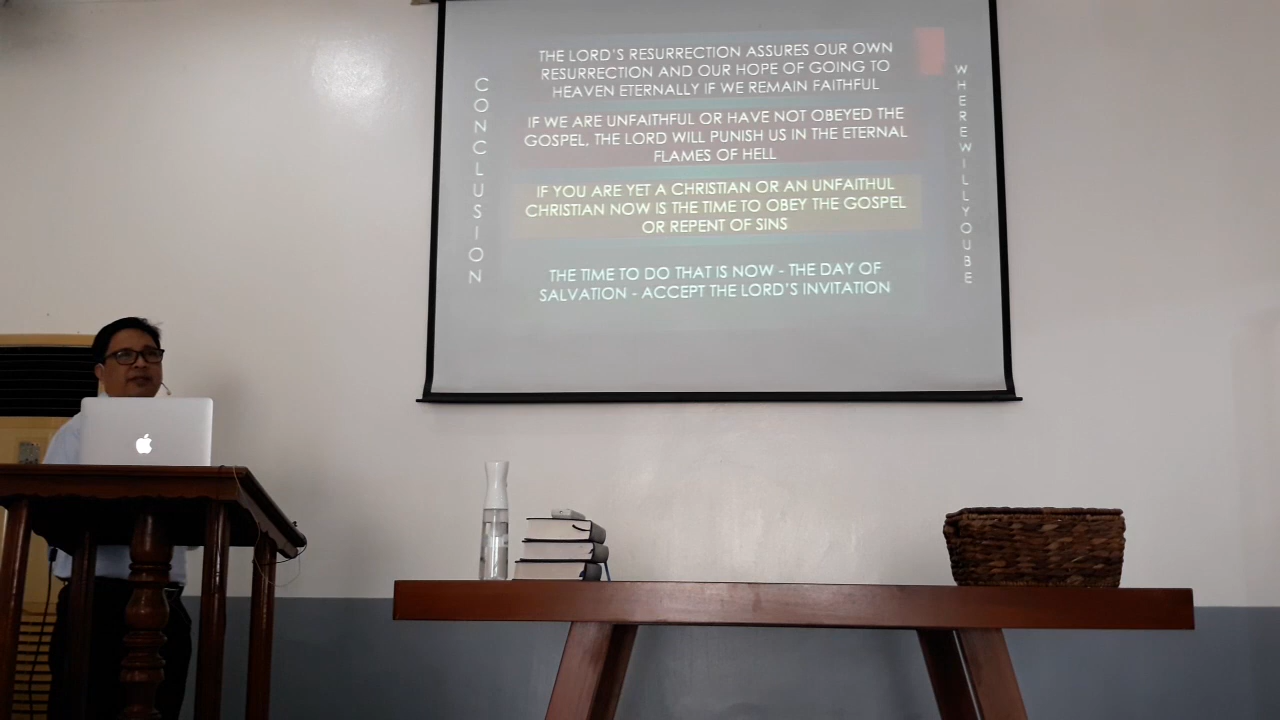 CONCLUSION
THE LORD'S RESURRECTION ASSURES OUR OWN
RESURRECTION AND OUR HOPE OF GOING TO
HEAVEN ETERNALLY IF WE REMAIN FAITHFUL
IF WE ARE UNFAITHFUL OR HAVE NOT OBEYED THE
GOSPEL, THE LORD WILL PUNISH US IN THE ETERNAL
FLAMES OF HELL
IF YOU ARE YET A CHRISTIAN OR AN UNFAITHUL
CHRISTIAN NOW IS THE TIME TO OBEY THE GOSPEL
OR REPENT OF SINS
THE TIME TO DO THAT IS NOW - THE DAY OF
SALVATION - ACCEPT THE LORD'S INVITATION
WHEREWILLYOUBE